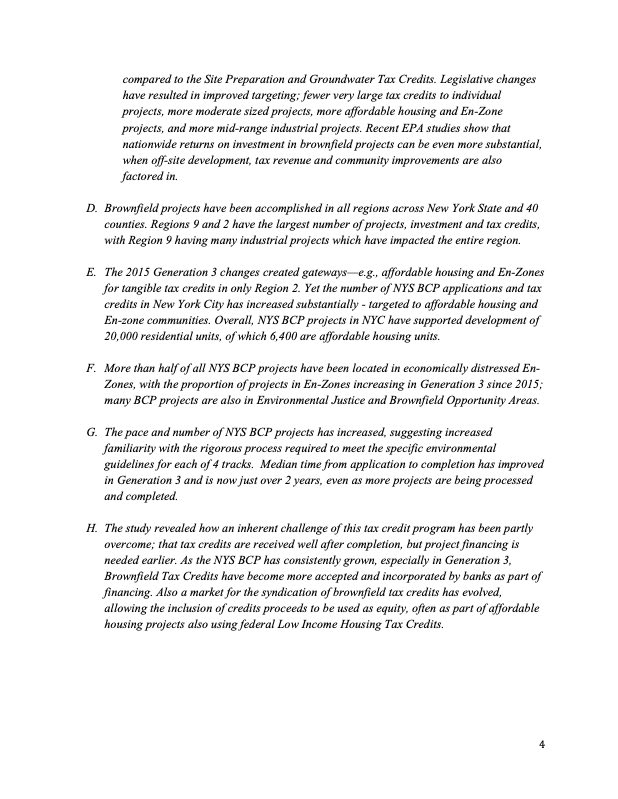 compared to the Site Preparation and Groundwater Tax Credits. Legislative changes
have resulted in improved targeting; fewer very large tax credits to individual
projects, more moderate sized projects, more affordable housing and En-Zone
projects, and more mid-range industrial projects. Recent EPA studies show that
nationwide returns on investment in brownfield projects can be even more substantial,
when off-site development, tax revenue and community improvements are also
factored in.
D. Brownfield projects have been accomplished in all regions across New York State and 40
counties. Regions 9 and 2 have the largest number of projects, investment and tax credits,
with Region 9 having many industrial projects which have impacted the entire region.
E. The 2015 Generation 3 changes created gateways—e.g., affordable housing and En-Zones
for tangible tax credits in only Region 2. Yet the number of NYS BCP applications and tax
credits in New York City has increased substantially - targeted to affordable housing and
En-zone communities. Overall, NYS BCP projects in NYC have supported development of
20,000 residential units, of which 6,400 are affordable housing units.
F. More than half of all NYS BCP projects have been located in economically distressed En-
Zones, with the proportion of projects in En-Zones increasing in Generation 3 since 2015;
many BCP projects are also in Environmental Justice and Brownfield Opportunity Areas.
G. The pace and number of NYS BCP projects has increased, suggesting increased
familiarity with the rigorous process required to meet the specific environmental
guidelines for each of 4 tracks. Median time from application to completion has improved
in Generation 3 and is now just over 2 years, even as more projects are being processed
and completed.
H. The study revealed how an inherent challenge of this tax credit program has been partly
overcome; that tax credits are received well after completion, but project financing is
needed earlier. As the NYS BCP has consistently grown, especially in Generation 3,
Brownfield Tax Credits have become more accepted and incorporated by banks as part of
financing. Also a market for the syndication of brownfield tax credits has evolved,
allowing the inclusion of credits proceeds to be used as equity, often as part of affordable
housing projects also using federal Low Income Housing Tax Credits.
4